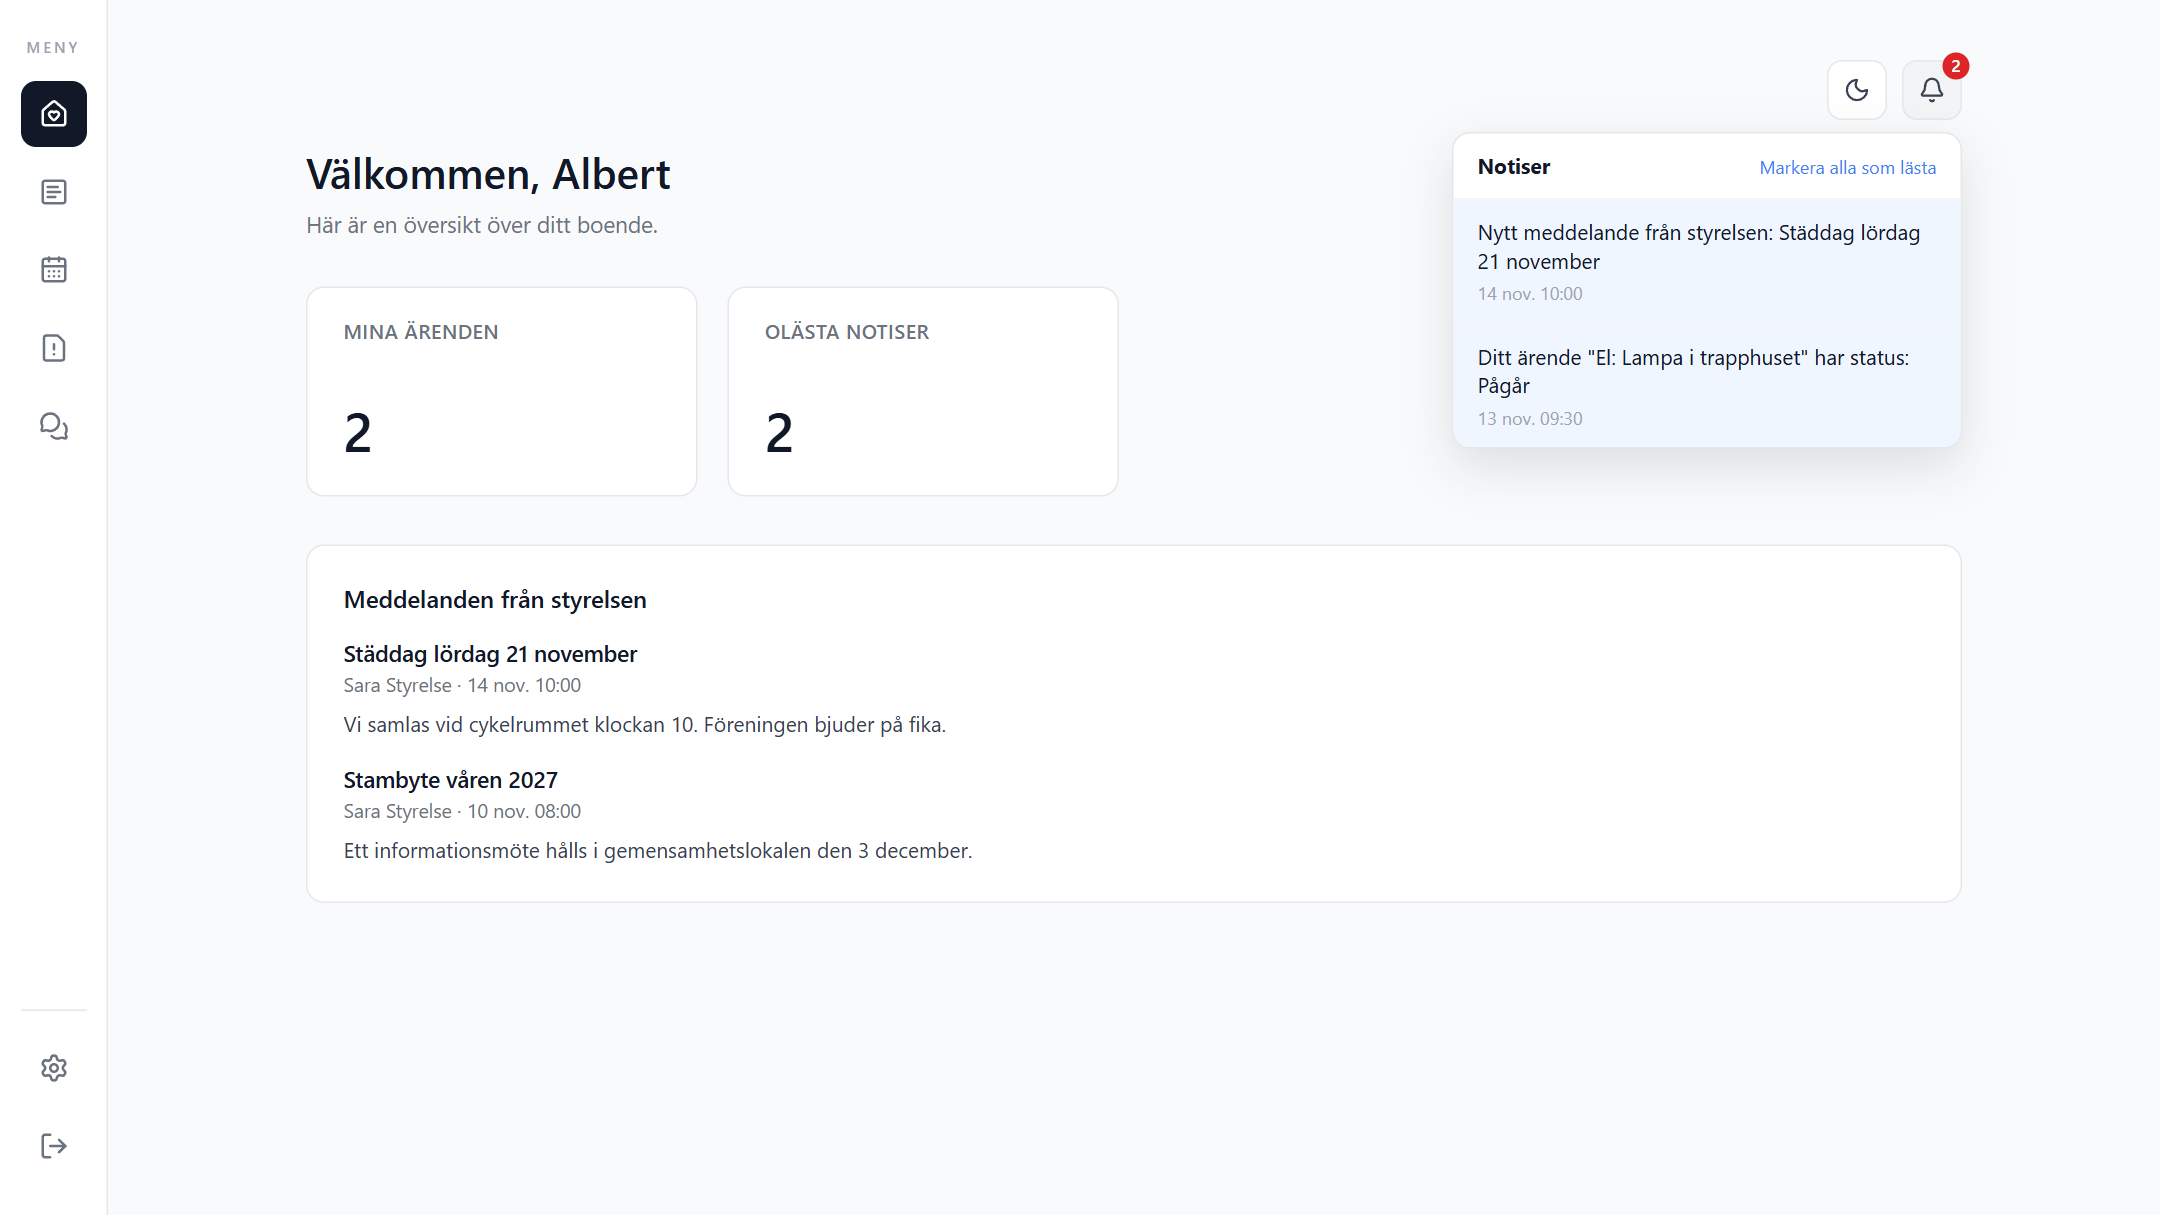 MENY
2
Välkommen, Albert
Här är en översikt över ditt boende.
Notiser
Markera alla som lästa
Nytt meddelande från styrelsen: Städdag lördag
21 november
14 nov. 10:00
Ditt ärende "El: Lampa i trapphuset" har status:
Pågår
13 nov. 09:30
MINA ÄRENDEN
2
OLÄSTA NOTISER
2
Meddelanden från styrelsen
Städdag lördag 21 november
Sara Styrelse · 14 nov. 10:00
Vi samlas vid cykelrummet klockan 10. Föreningen bjuder på fika.
Stambyte våren 2027
Sara Styrelse · 10 nov. 08:00
Ett informationsmöte hålls i gemensamhetslokalen den 3 december.